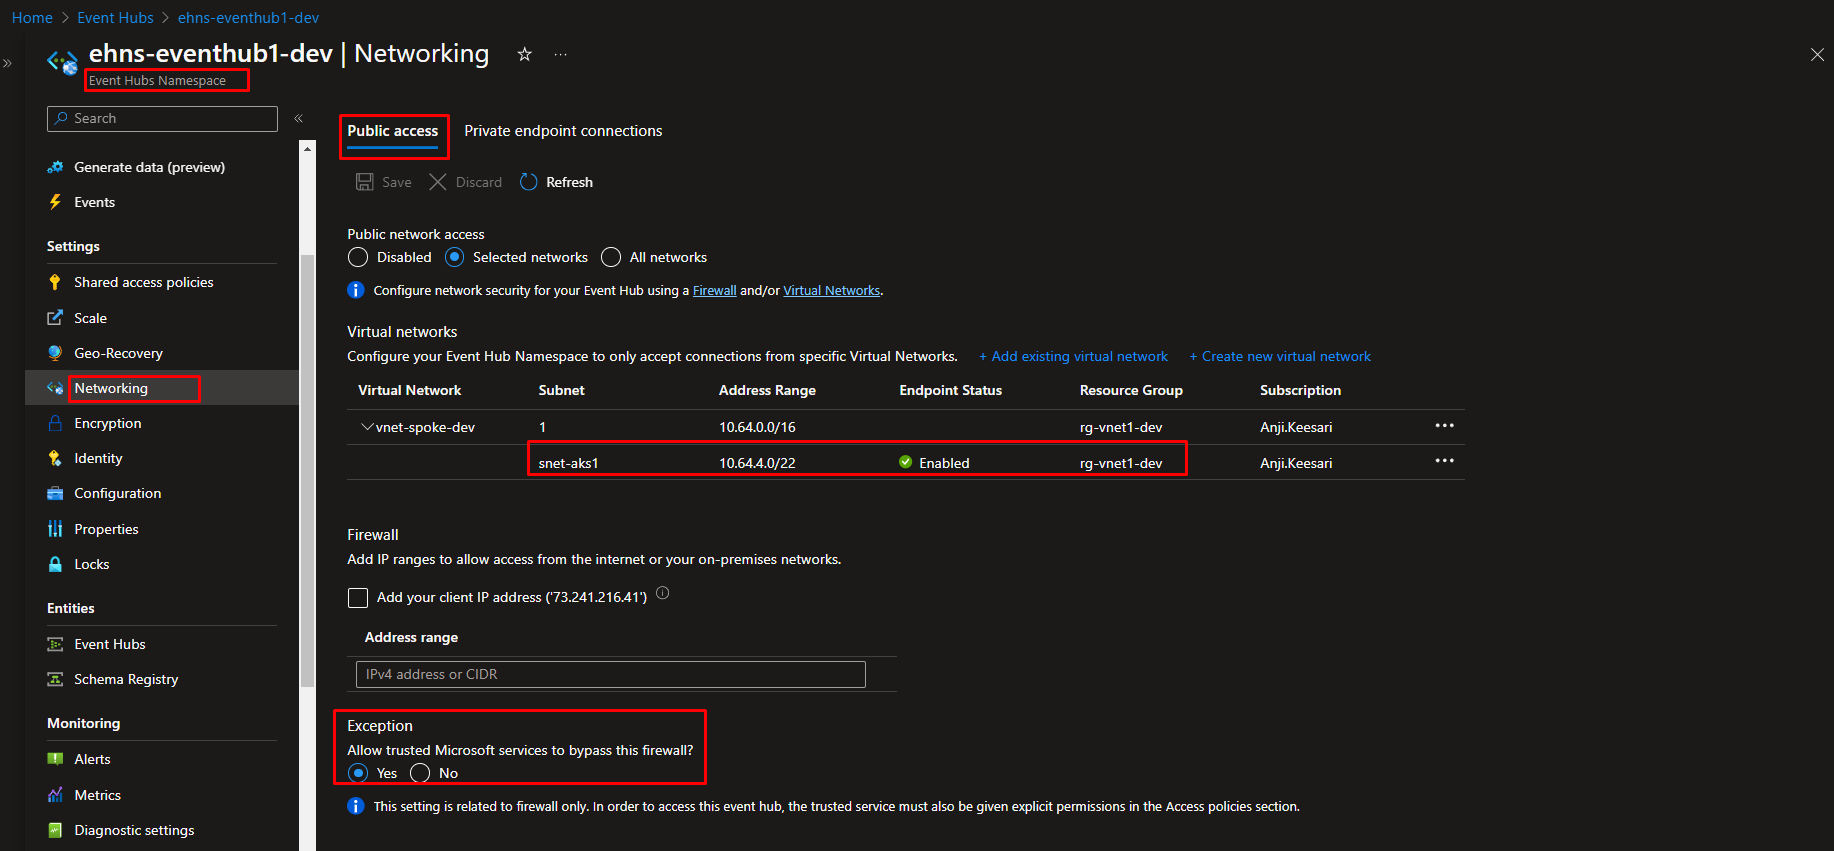 Home > Event Hubs > ehns-eventhub1-dev
ehns-eventhub1-dev | Networking
Event Hubs Namespace
Search
Generate data (preview)
Events
Settings
Shared access policies
Scale
Geo-Recovery
Networking
Encryption
Identity
Configuration
Properties
Locks
Entities
Event Hubs
Schema Registry
Monitoring
Alerts
Metrics
Diagnostic settings
Public access Private endpoint connections
Save Discard Refresh
Public network access
Disabled Selected networks All networks
Configure network security for your Event Hub using a Firewall and/or Virtual Networks.
Virtual networks
Configure your Event Hub Namespace to only accept connections from specific Virtual Networks. + Add existing virtual network + Create new virtual network
Virtual Network Subnet Address Range Endpoint Status Resource Group Subscription
vnet-spoke-dev 1 10.64.0.0/16 rg-vnet1-dev Anji.Keesari
snet-aks1 10.64.4.0/22 Enabled rg-vnet1-dev Anji.Keesari
Firewall
Add IP ranges to allow access from the internet or your on-premises networks.
Add your client IP address ('73.241.216.41')
Address range
IPv4 address or CIDR
Exception
Allow trusted Microsoft services to bypass this firewall?
Yes No
This setting is related to firewall only. In order to access this event hub, the trusted service must also be given explicit permissions in the Access policies section.